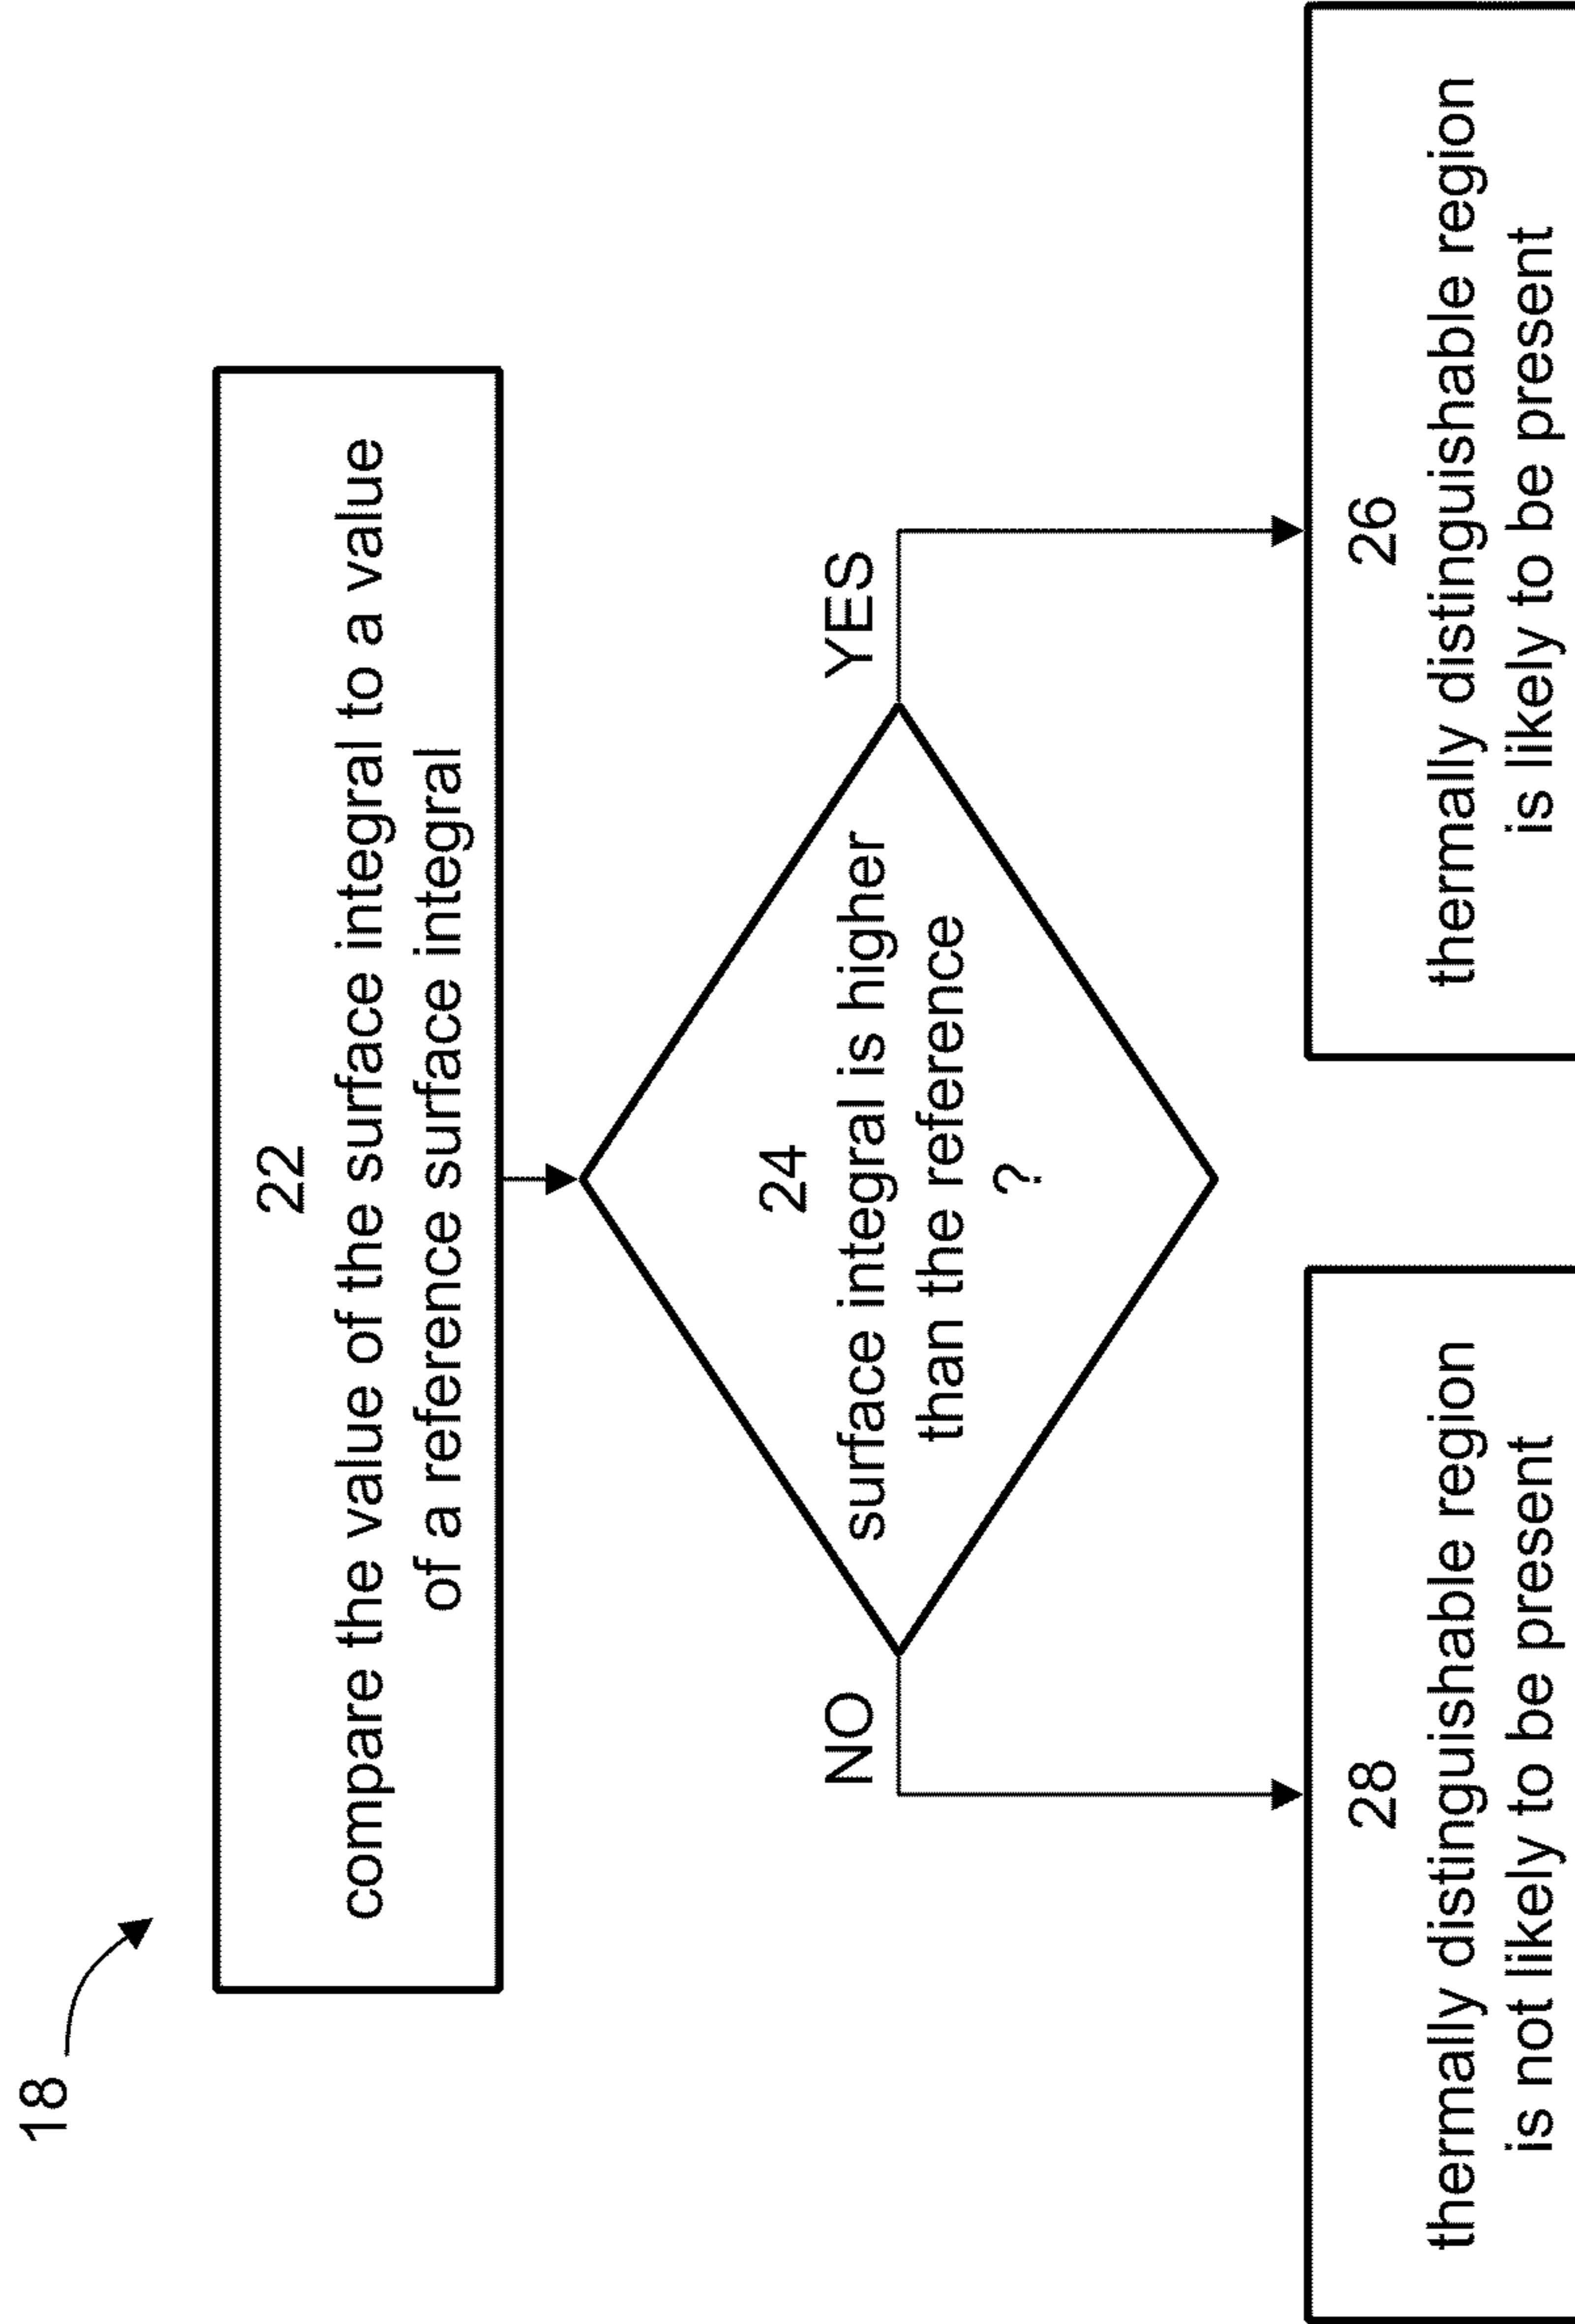 18
22
compare the value of the surface integral to a value
of a reference surface integral
24
surface integral is higher
than the reference
?
NO
YES
28
thermally distinguishable region
is not likely to be present
26
thermally distinguishable region
is likely to be present